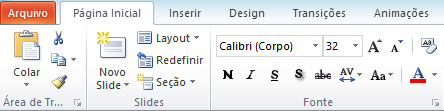 Arquivo Página Inicial Inserir Design Transições Animações
Colar
Área de Tr...
Novo Slide
Layout
Redefinir
Seção
Slides
Calibri (Corpo) 32 A A
N I S S abc AV Aa A
Fonte